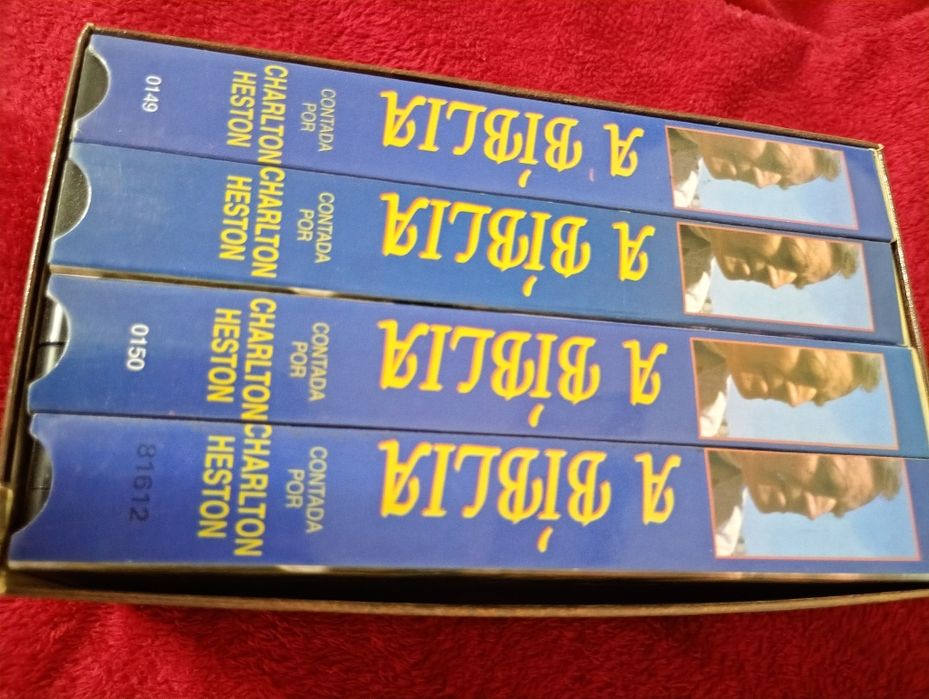 A BÍBLIA
CONTADA
POR
CHARLTON
HESTON
0149
A BÍBLIA
CONTADA
POR
CHARLTON
HESTON
A BÍBLIA
CONTADA
POR
CHARLTON
HESTON
0150
A BÍBLIA
CONTADA
POR
CHARLTON
HESTON
81612